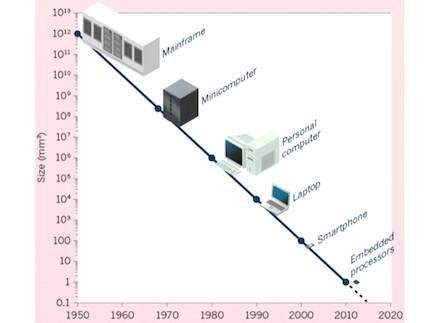 10¹³
10¹²
10¹¹
10¹⁰
10⁹
10⁸
10⁷
10⁶
10⁵
10⁴
10³
100
10
1
0.1
Size (mm³)
Mainframe
Minicomputer
Personal
computer
Laptop
Smartphone
Embedded
processors
1950 1960 1970 1980 1990 2000 2010 2020